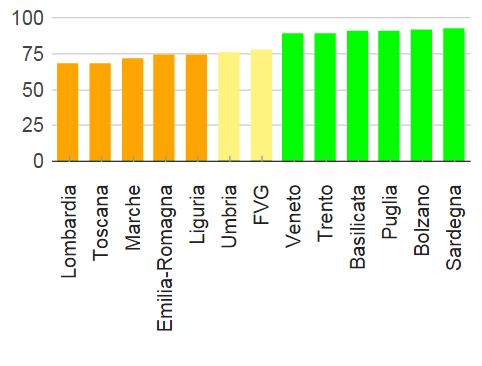 100
75
50
25
0
Lombardia
Toscana
Marche
Emilia-Romagna
Liguria
Umbria
FVG
Veneto
Trento
Basilicata
Puglia
Bolzano
Sardegna